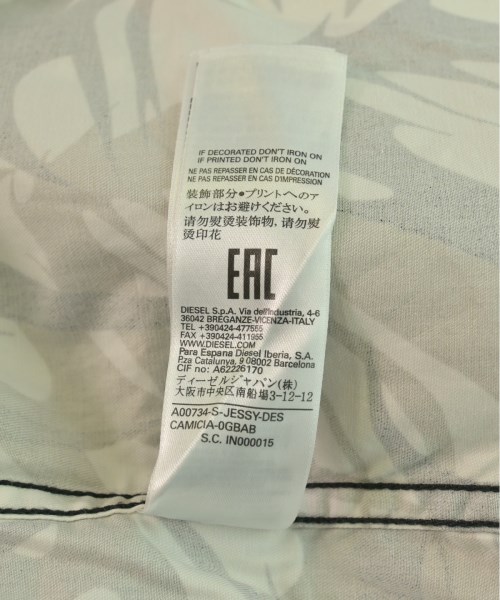 IF DECORATED DON'T IRON ON
IF PRINTED DON'T IRON ON
NE PAS REPASSER EN CAS DE DÉCORATION
NE PAS REPASSER EN CAS D'IMPRESSION
装飾部分•プリントへのア
イロンはお避けください。
请勿熨烫装饰物，请勿熨
烫印花
EAC
DIESEL S.p.A. Via dell'Industria, 4-6
36042 BREGANZE-VICENZA-ITALY
TEL +390424-477555
FAX +390424-411955
WWW.DIESEL.COM
Para Espana Diesel Iberia, S.A.
Pza Catalunya, 9 08002 Barcelona
CIF no: A62226170
ディーゼルジャパン(株)
大阪市中央区南船場3-12-12
A00734-S-JESSY-DES
CAMICIA-0GBAB
S.C. IN000015